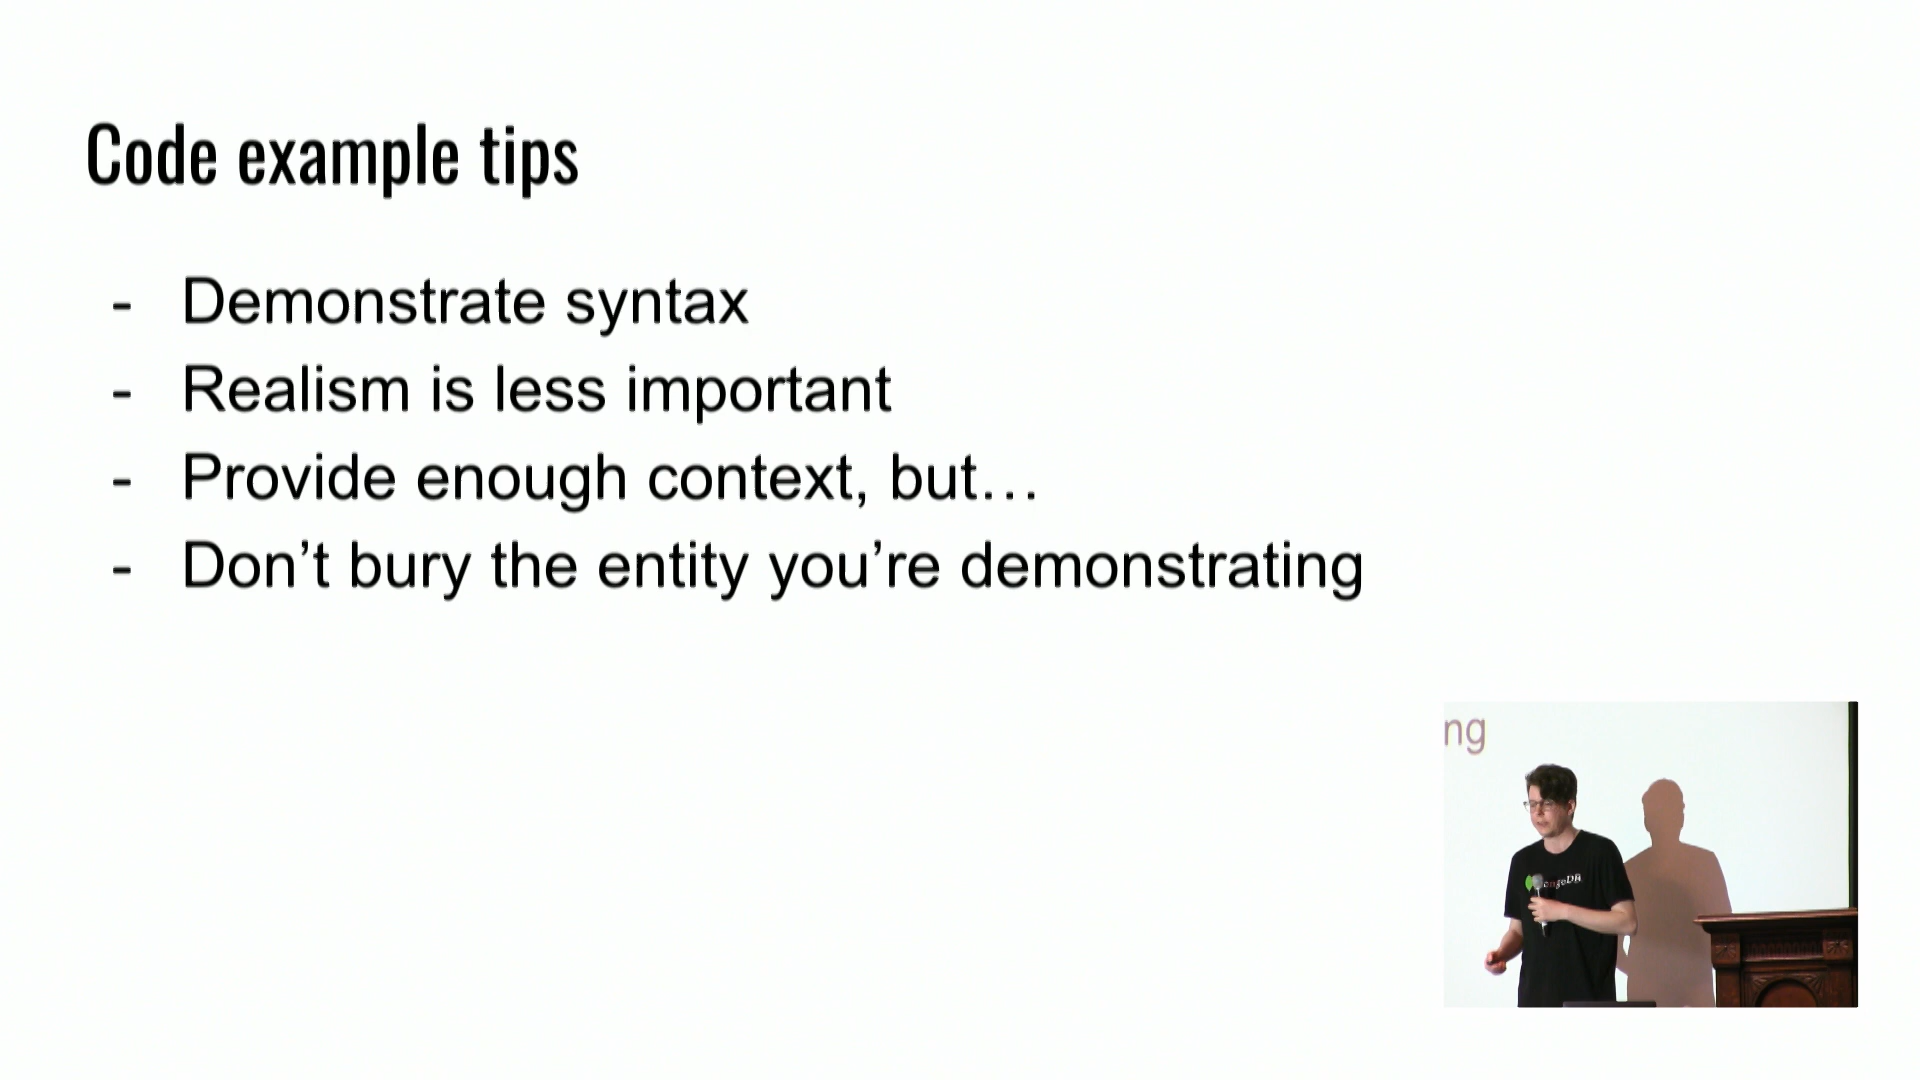 Code example tips
- Demonstrate syntax
- Realism is less important
- Provide enough context, but…
- Don’t bury the entity you’re demonstrating
ng